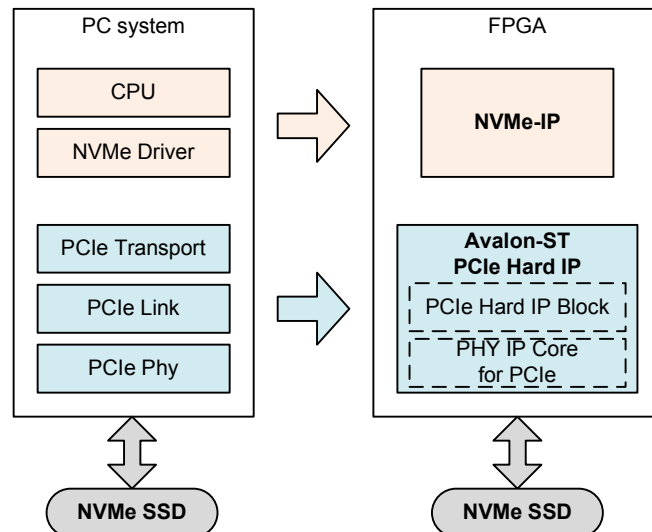 PC system
CPU
NVMe Driver
PCIe Transport
PCIe Link
PCIe Phy
NVMe SSD
FPGA
NVMe-IP
Avalon-ST
PCIe Hard IP
PCIe Hard IP Block
PHY IP Core
for PCIe
NVMe SSD